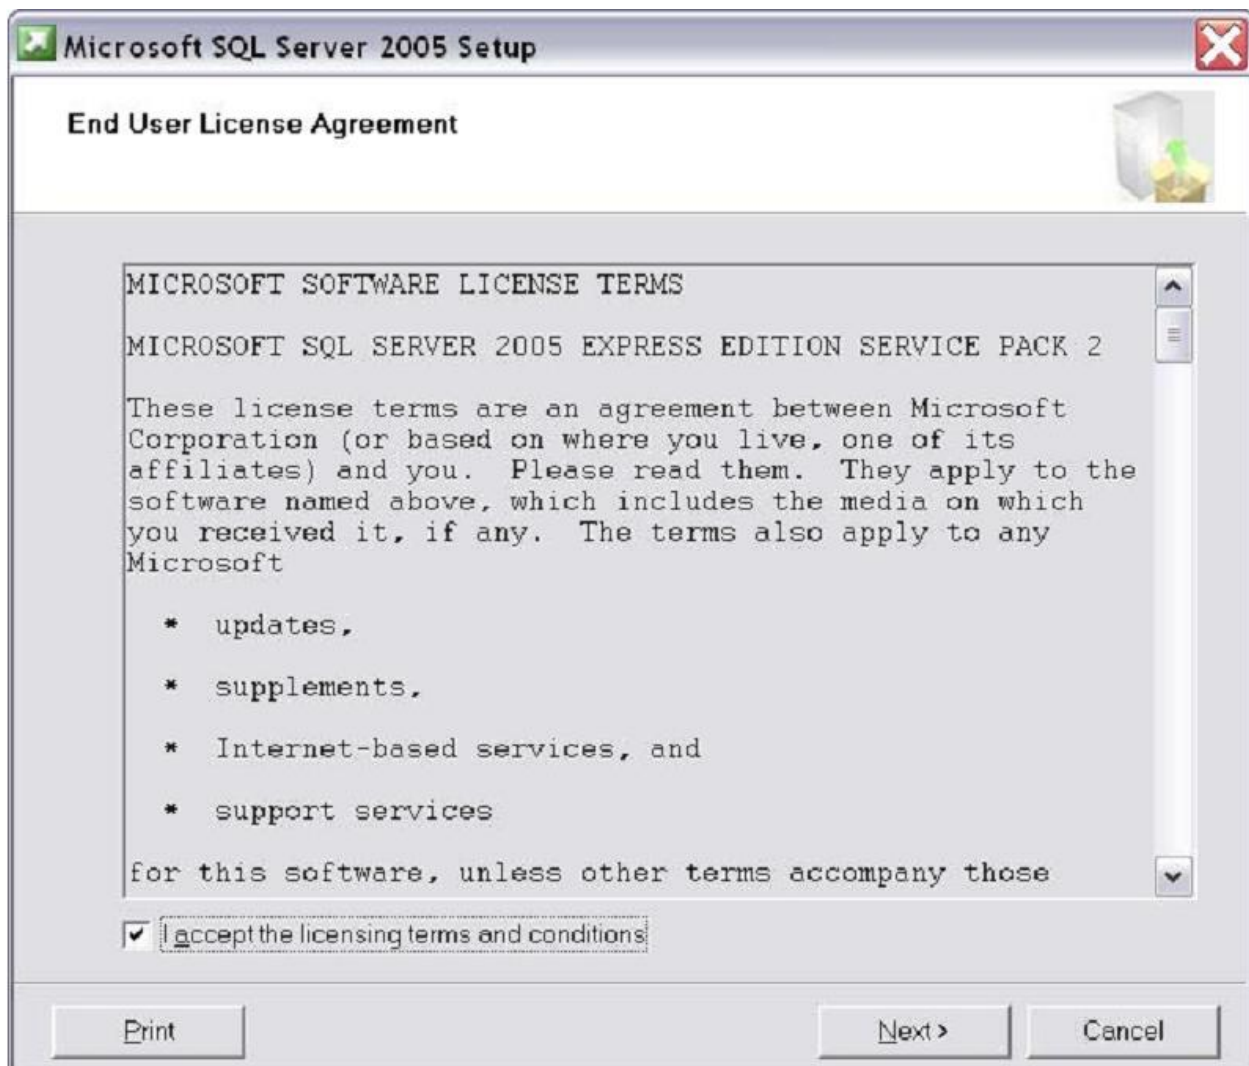 Microsoft SQL Server 2005 Setup
End User License Agreement
MICROSOFT SOFTWARE LICENSE TERMS
MICROSOFT SQL SERVER 2005 EXPRESS EDITION SERVICE PACK 2
These license terms are an agreement between Microsoft
Corporation (or based on where you live, one of its
affiliates) and you.  Please read them.  They apply to the
software named above, which includes the media on which
you received it, if any.  The terms also apply to any
Microsoft
*  updates,
*  supplements,
*  Internet-based services, and
*  support services
for this software, unless other terms accompany those
I accept the licensing terms and conditions
Print
Next >
Cancel